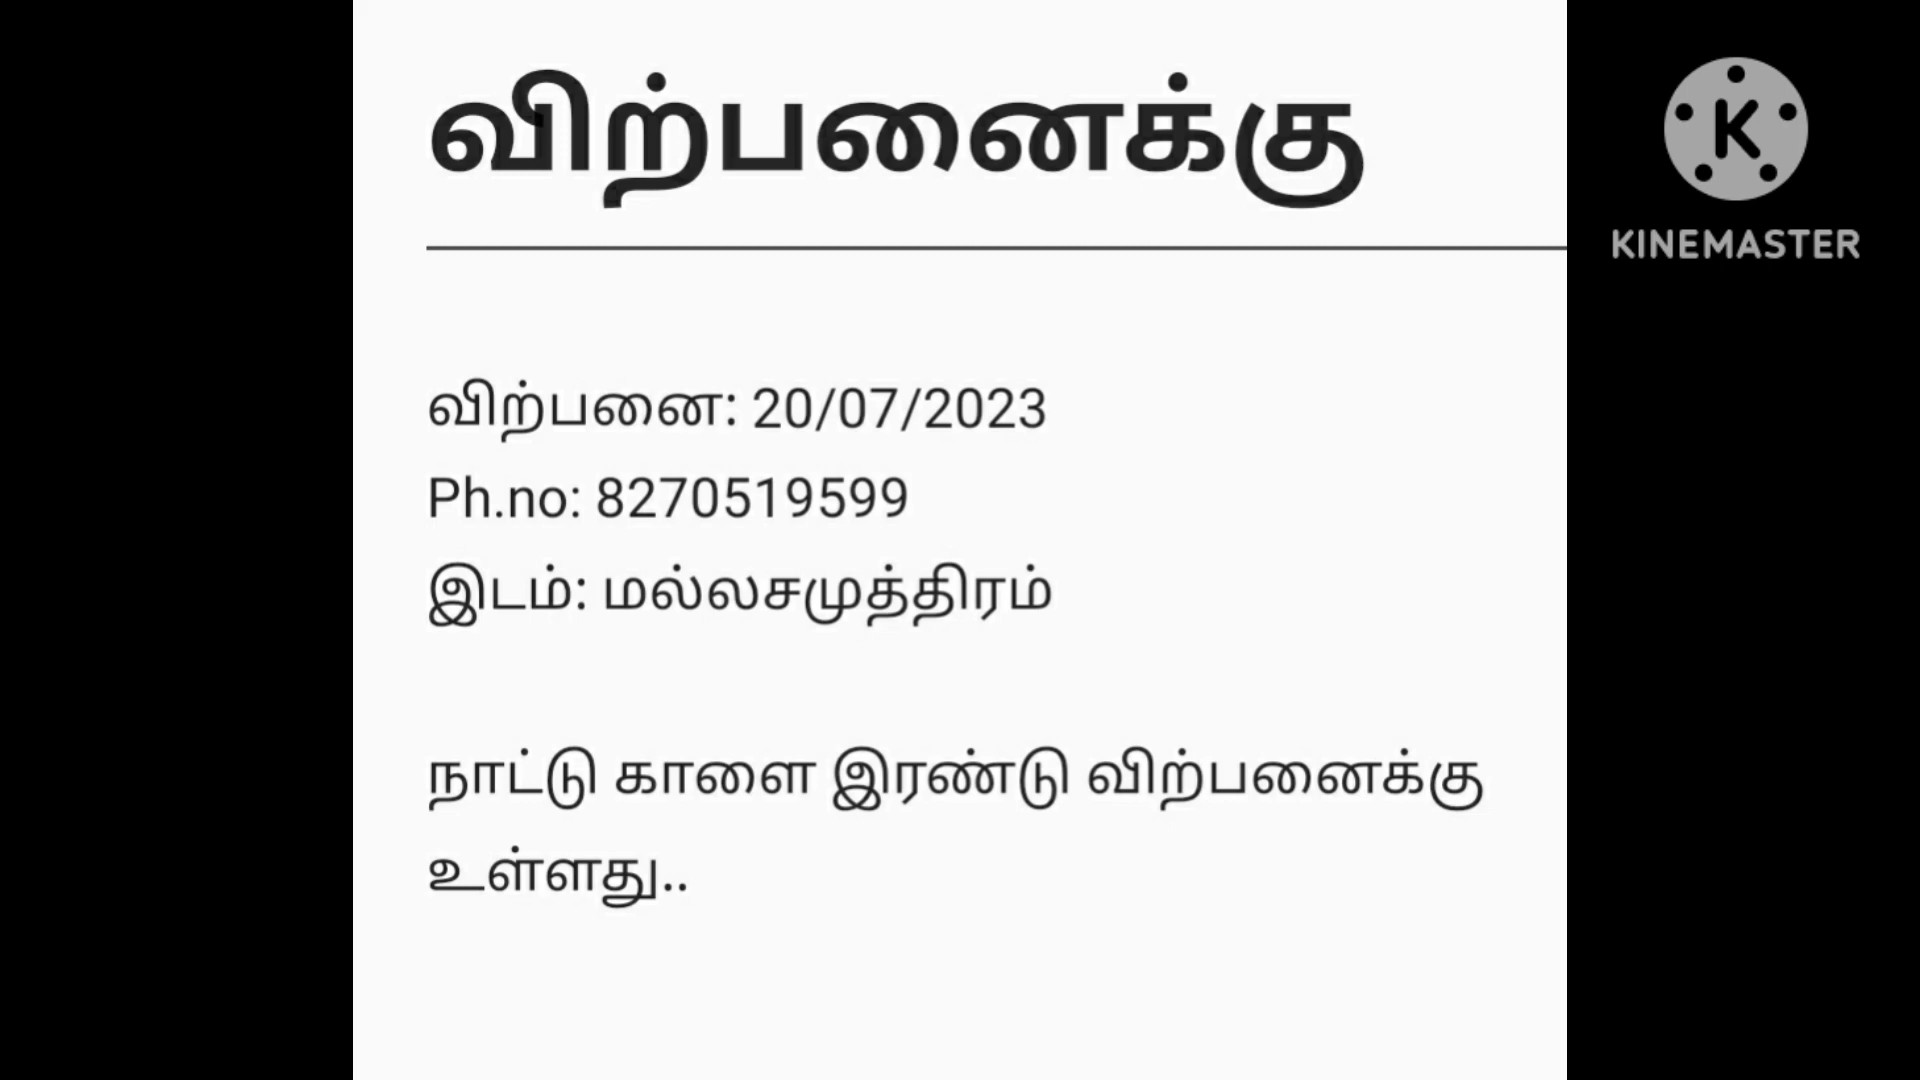 விற்பனைக்கு
K
KINEMASTER
விற்பனை: 20/07/2023
Ph.no: 8270519599
இடம்: மல்லசமுத்திரம்
நாட்டு காளை இரண்டு விற்பனைக்கு
உள்ளது..